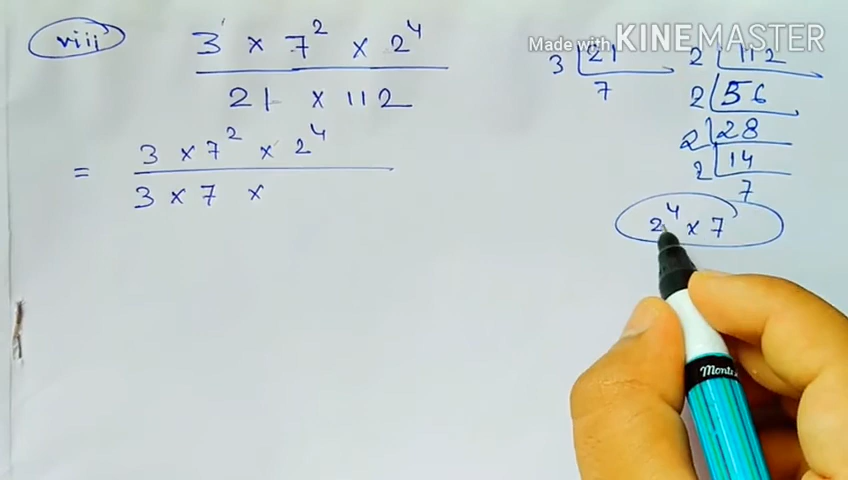 Made with KINEMASTER
viii
3 × 7² × 2⁴
21 × 112
= 3 × 7² × 2⁴
3 × 7 ×
3 21
7
2 112
2 56
2 28
2 14
7
2⁴ × 7
Monte